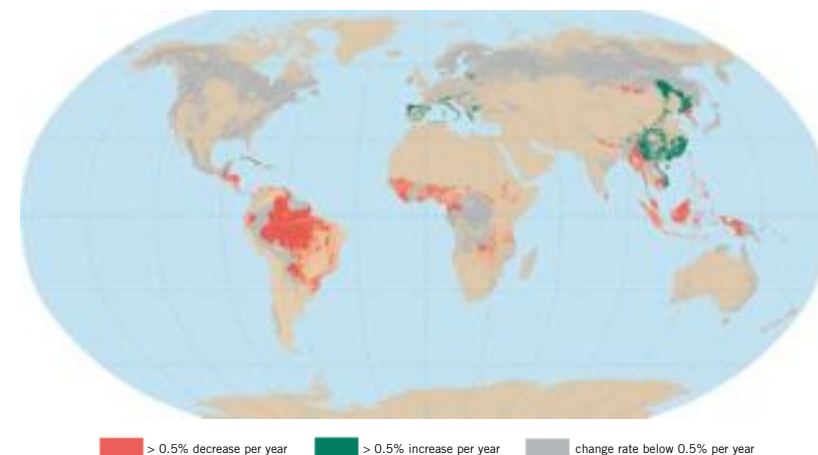 > 0.5% decrease per year > 0.5% increase per year change rate below 0.5% per year